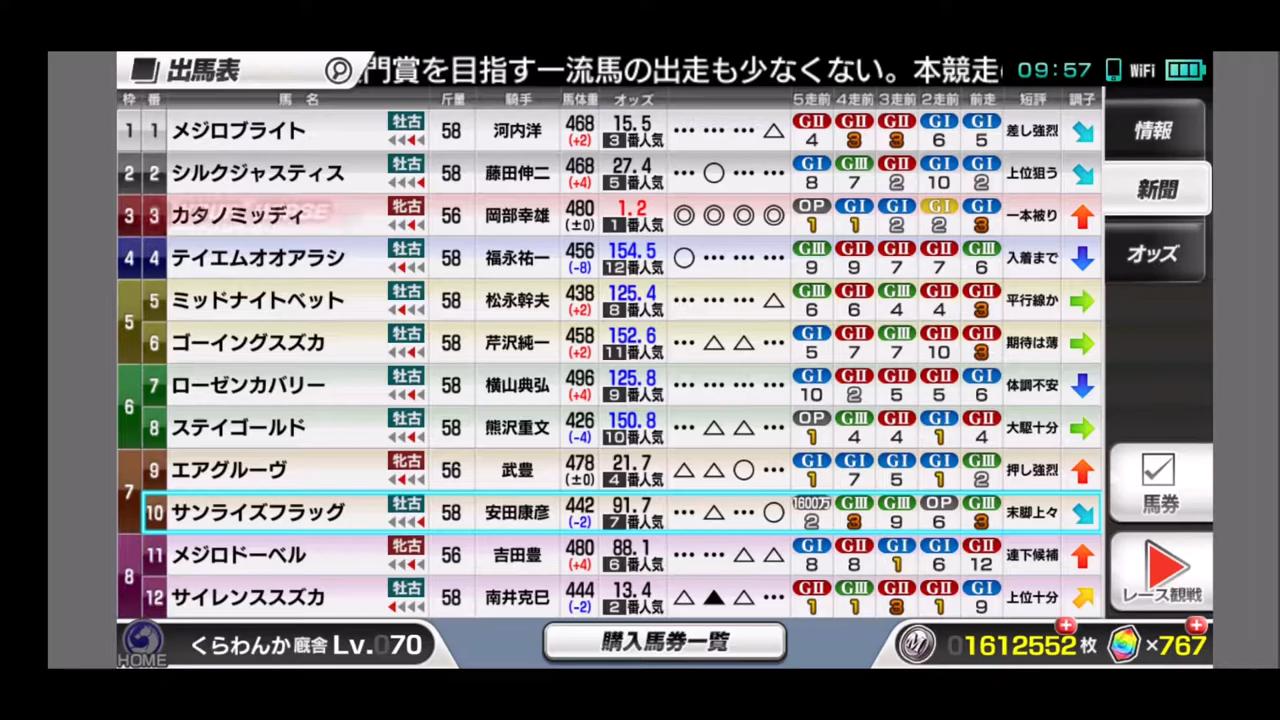 出馬表 門賞を目指す一流馬の出走も少なくない。本競走 09:57 WiFi
枠 番 馬名 斤量 騎手 馬体重 オッズ 5走前 4走前 3走前 2走前 前走 短評 調子
1 1 メジロブライト 牡古 58 河内洋 468 (+2) 15.5 3番人気 … … … △ GII 4 GII 3 GII 3 GI 6 GI 5 差し強烈
2 2 シルクジャスティス 牡古 58 藤田伸二 468 (+4) 27.4 5番人気 … ○ … … GI 8 GIII 7 GII 2 GI 10 GI 2 上位狙う
3 3 カタノミッディ 牝古 56 岡部幸雄 480 (±0) 1.2 1番人気 ◎ ◎ ◎ ◎ OP 1 GI 1 GI 2 GI 2 GI 3 一本被り
4 4 テイエムオオアラシ 牡古 58 福永祐一 456 (-8) 154.5 12番人気 ○ … … … GIII 9 GI 9 GII 7 GII 7 GIII 6 入着まで
5 5 ミッドナイトベット 牡古 58 松永幹夫 438 (+2) 125.4 8番人気 … … … △ GIII 6 GII 6 GIII 4 GII 4 GII 3 平行線か
6 ゴーイングスズカ 牡古 58 芹沢純一 458 (+2) 152.6 11番人気 … △ △ … GI 5 GII 7 GIII 7 GII 10 GII 3 期待は薄
6 7 ローゼンカバリー 牡古 58 横山典弘 496 (+4) 125.8 9番人気 … … … … GI 10 GII 2 GII 5 GI 5 GI 6 体調不安
8 ステイゴールド 牡古 58 熊沢重文 426 (-4) 150.8 10番人気 … △ △ … OP 1 GIII 4 GII 4 GI 1 GII 4 大駆十分
7 9 エアグルーヴ 牝古 56 武豊 478 (±0) 21.7 4番人気 △ △ ○ … GI 1 GI 7 GI 5 GI 1 GIII 2 押し強烈
10 サンライズフラッグ 牡古 58 安田康彦 442 (-2) 91.7 7番人気 … △ … ○ 1600万 2 GIII 3 GIII 9 OP 6 GIII 3 末脚上々
8 11 メジロドーベル 牝古 56 吉田豊 480 (+4) 88.1 6番人気 … … △ △ GI 8 GII 8 GI 1 GI 6 GII 12 連下候補
12 サイレンススズカ 牡古 58 南井克巳 444 (-2) 13.4 2番人気 △ ▲ △ … GII 1 GIII 1 GII 3 GII 1 GI 9 上位十分
情報
新聞
オッズ
馬券
レース観戦
HOME くらわんか 厩舎 Lv.070 購入馬券一覧 M 01612552枚 ×767